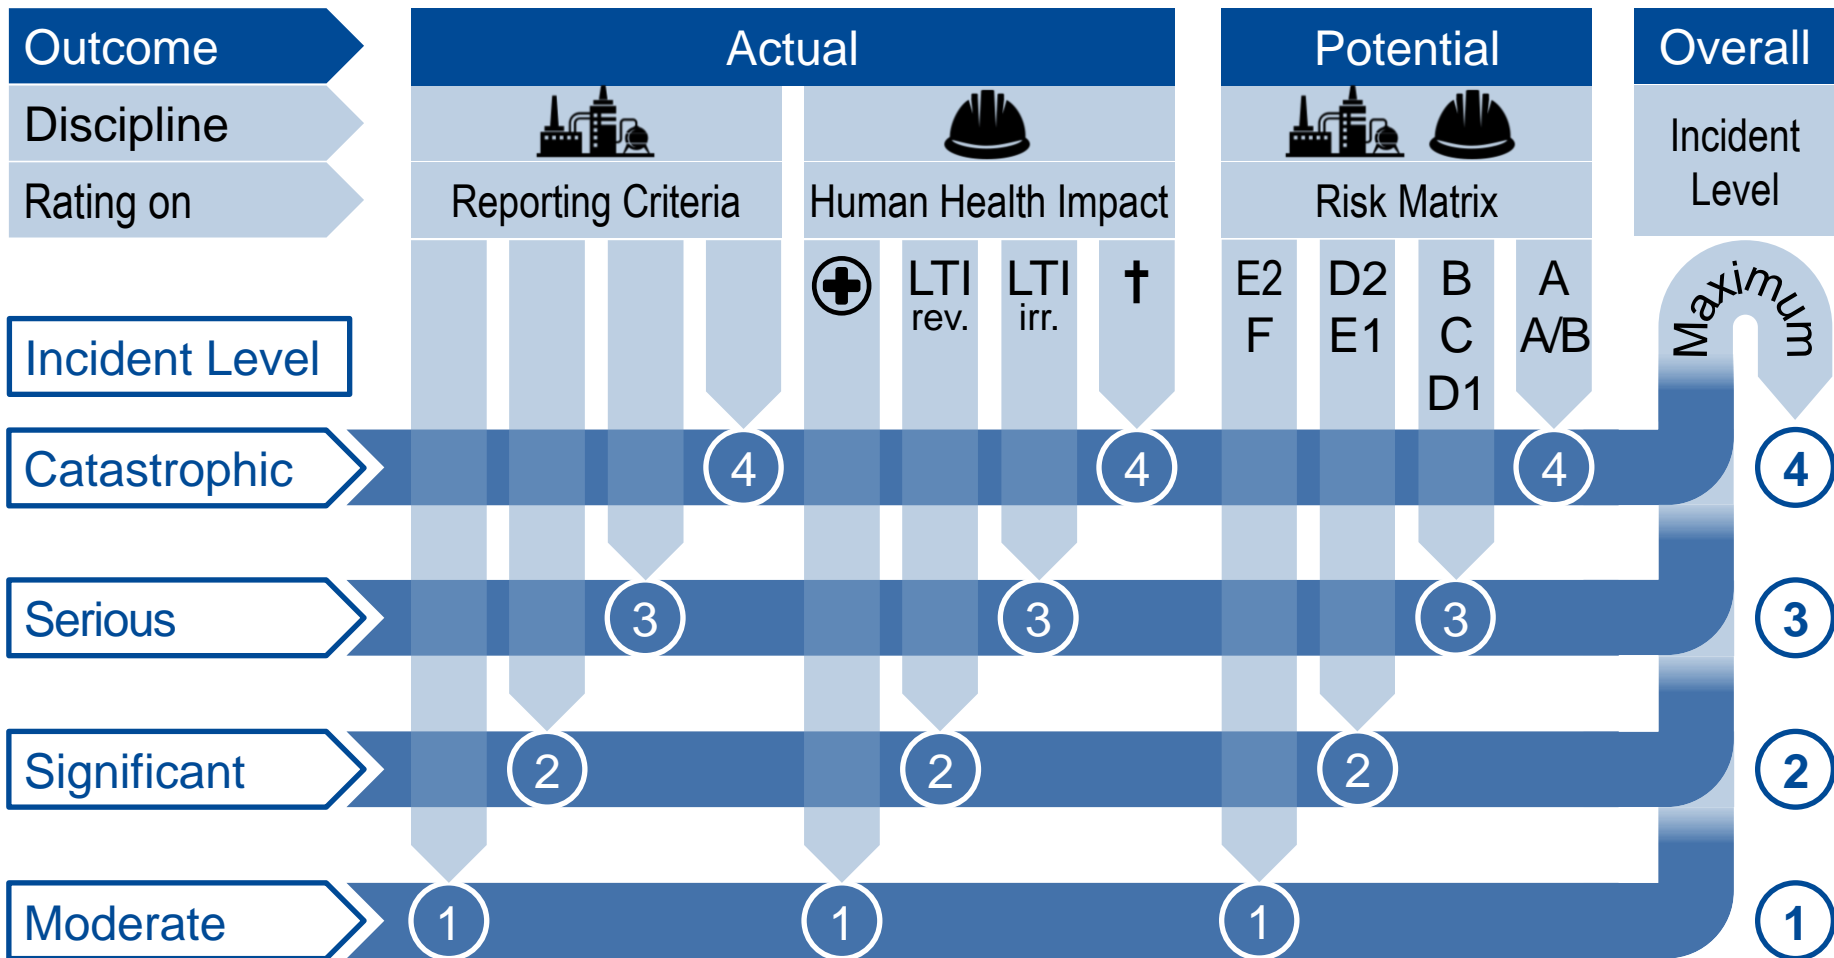 Outcome
Actual
Potential
Overall
Discipline
Incident
Level
Rating on
Reporting Criteria
Human Health Impact
Risk Matrix
LTI
rev.
LTI
irr.
†
E2
F
D2
E1
B
C
D1
A
A/B
Maximum
Incident Level
Catastrophic
4
4
4
4
Serious
3
3
3
3
Significant
2
2
2
2
Moderate
1
1
1
1